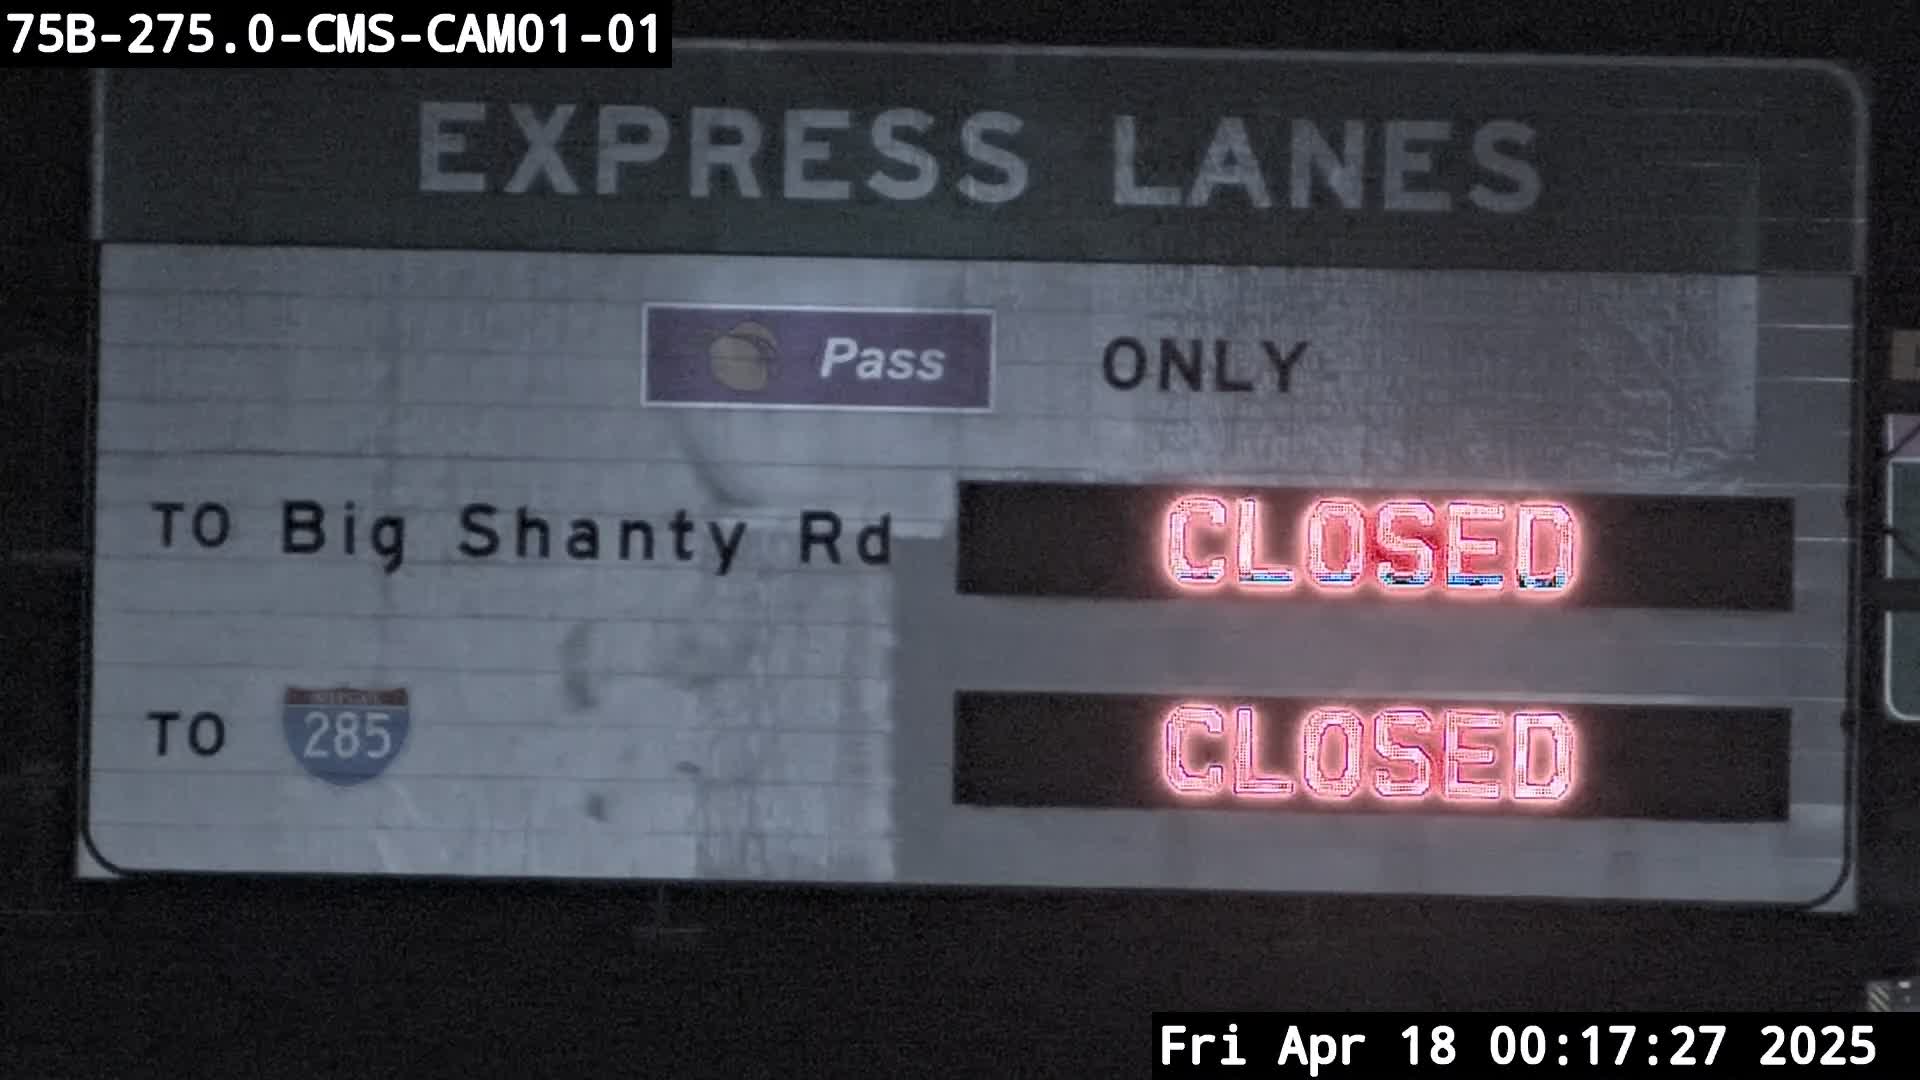 75B-275.0-CMS-CAM01-01
EXPRESS LANES
Pass ONLY
TO Big Shanty Rd CLOSED
TO 285 CLOSED
Fri Apr 18 00:17:27 2025